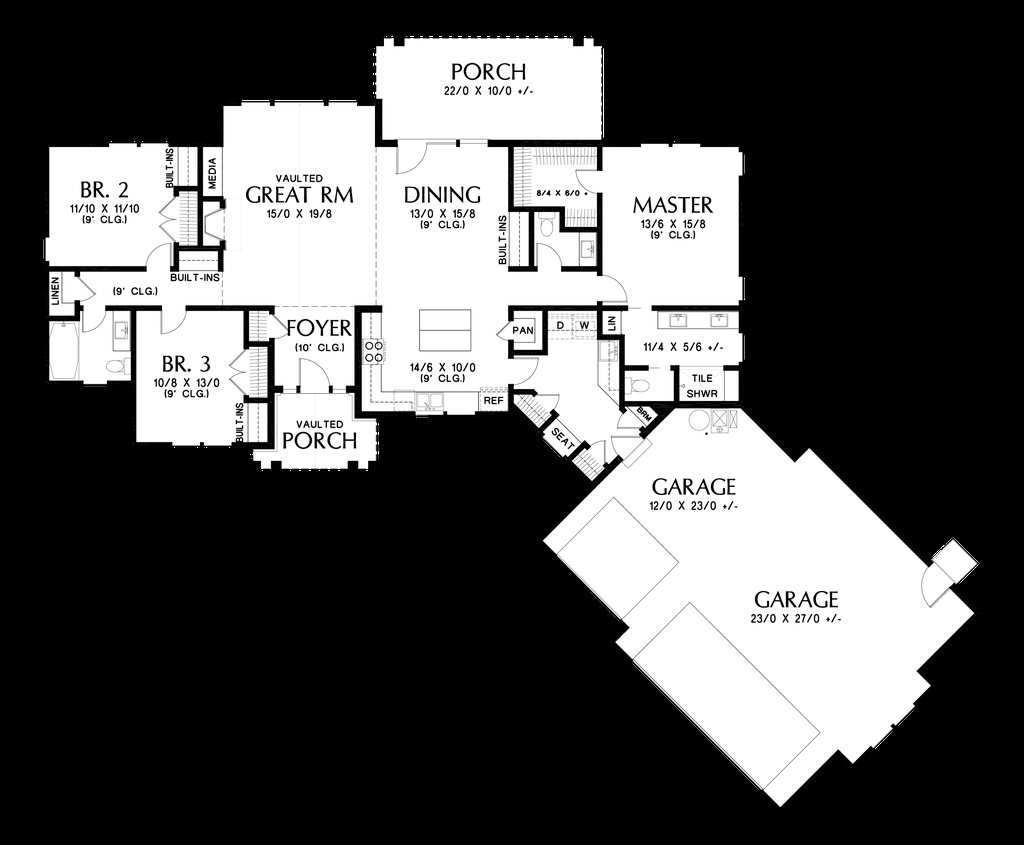 PORCH
22/0 X 10/0 +/-
BUILT-INS
MEDIA
BR. 2
11/10 X 11/10
(9' CLG.)
VAULTED
GREAT RM
15/0 X 19/8
DINING
13/0 X 15/8
(9' CLG.)
BUILT-INS
8/4 X 6/0 +
MASTER
13/6 X 15/8
(9' CLG.)
LINEN
(9' CLG.)
BUILT-INS
FOYER
(10' CLG.)
PAN
D W
LIN
11/4 X 5/6 +/-
BR. 3
10/8 X 13/0
(9' CLG.)
BUILT-INS
14/6 X 10/0
(9' CLG.)
REF
TILE
SHWR
BRM
SEAT
VAULTED
PORCH
GARAGE
12/0 X 23/0 +/-
GARAGE
23/0 X 27/0 +/-